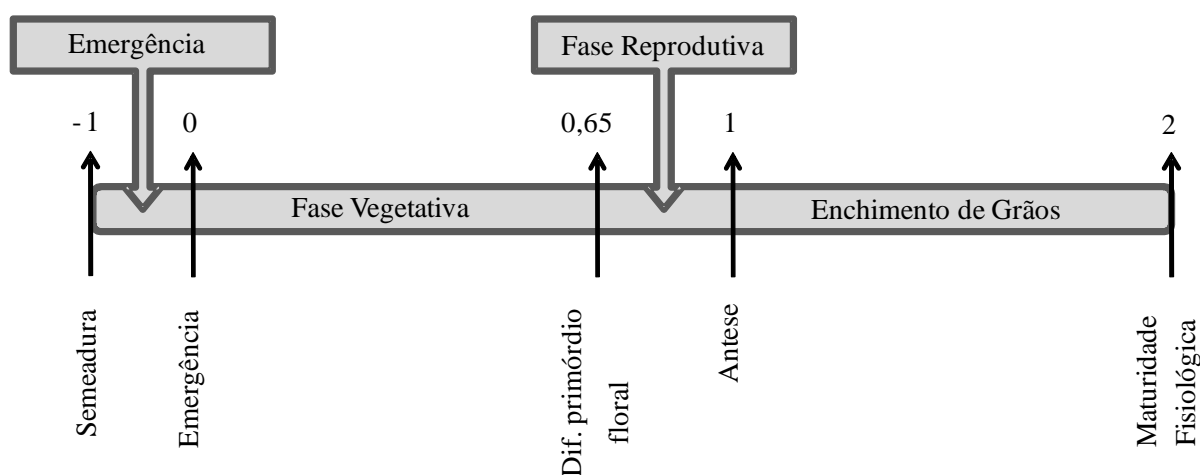 Emergência
Fase Reprodutiva
-1
0
0,65
1
2
Fase Vegetativa
Enchimento de Grãos
Semeadura
Emergência
Dif. primórdio
floral
Antese
Maturidade
Fisiológica